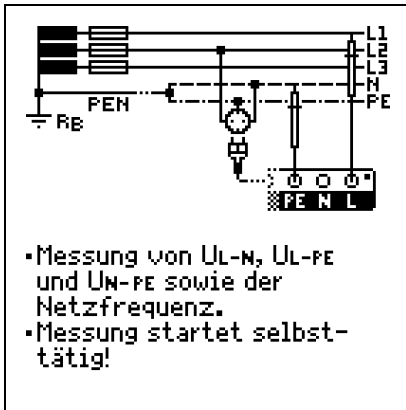 L1
L2
L3
N
PE
PEN
RB
PE N L
▪Messung von UL-N, UL-PE
und UN-PE sowie der
Netzfrequenz.
▪Messung startet selbst-
tätig!